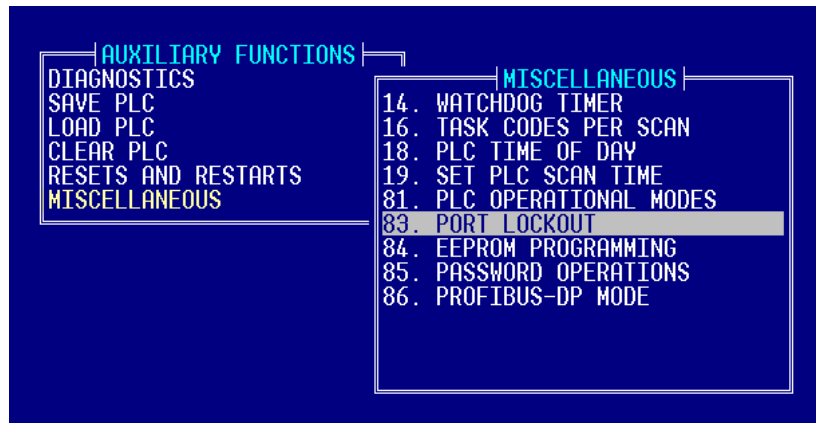 AUXILIARY FUNCTIONS
DIAGNOSTICS
SAVE PLC
LOAD PLC
CLEAR PLC
RESETS AND RESTARTS
MISCELLANEOUS
MISCELLANEOUS
14. WATCHDOG TIMER
16. TASK CODES PER SCAN
18. PLC TIME OF DAY
19. SET PLC SCAN TIME
81. PLC OPERATIONAL MODES
83. PORT LOCKOUT
84. EEPROM PROGRAMMING
85. PASSWORD OPERATIONS
86. PROFIBUS-DP MODE